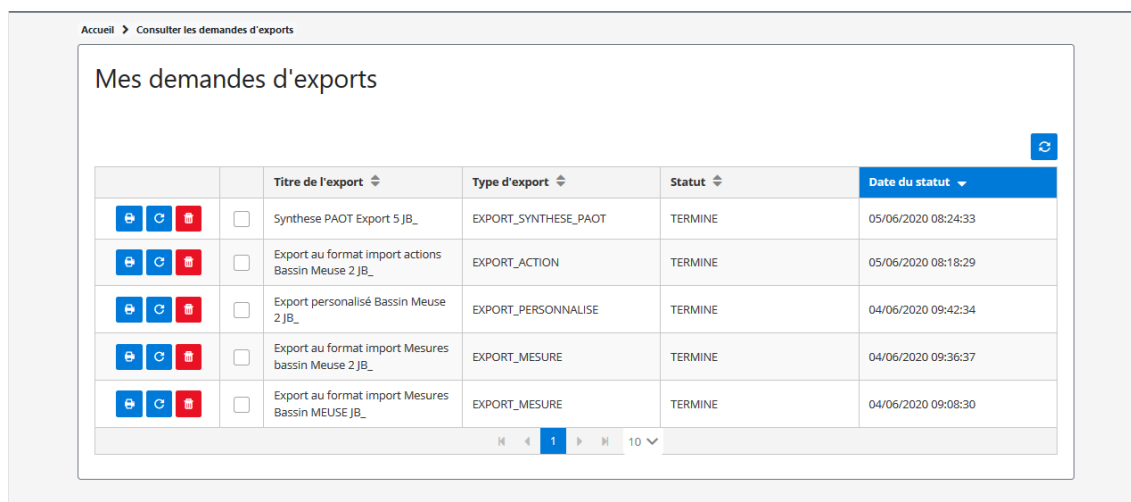 Accueil > Consulter les demandes d'exports
Mes demandes d'exports
Titre de l'export Type d'export Statut Date du statut
Synthese PAOT Export 5 JB_ EXPORT_SYNTHESE_PAOT TERMINE 05/06/2020 08:24:33
Export au format import actions
Bassin Meuse 2 JB_ EXPORT_ACTION TERMINE 05/06/2020 08:18:29
Export personalisé Bassin Meuse
2 JB_ EXPORT_PERSONNALISE TERMINE 04/06/2020 09:42:34
Export au format import Mesures
bassin Meuse 2 JB_ EXPORT_MESURE TERMINE 04/06/2020 09:36:37
Export au format import Mesures
Bassin MEUSE JB_ EXPORT_MESURE TERMINE 04/06/2020 09:08:30
1 10